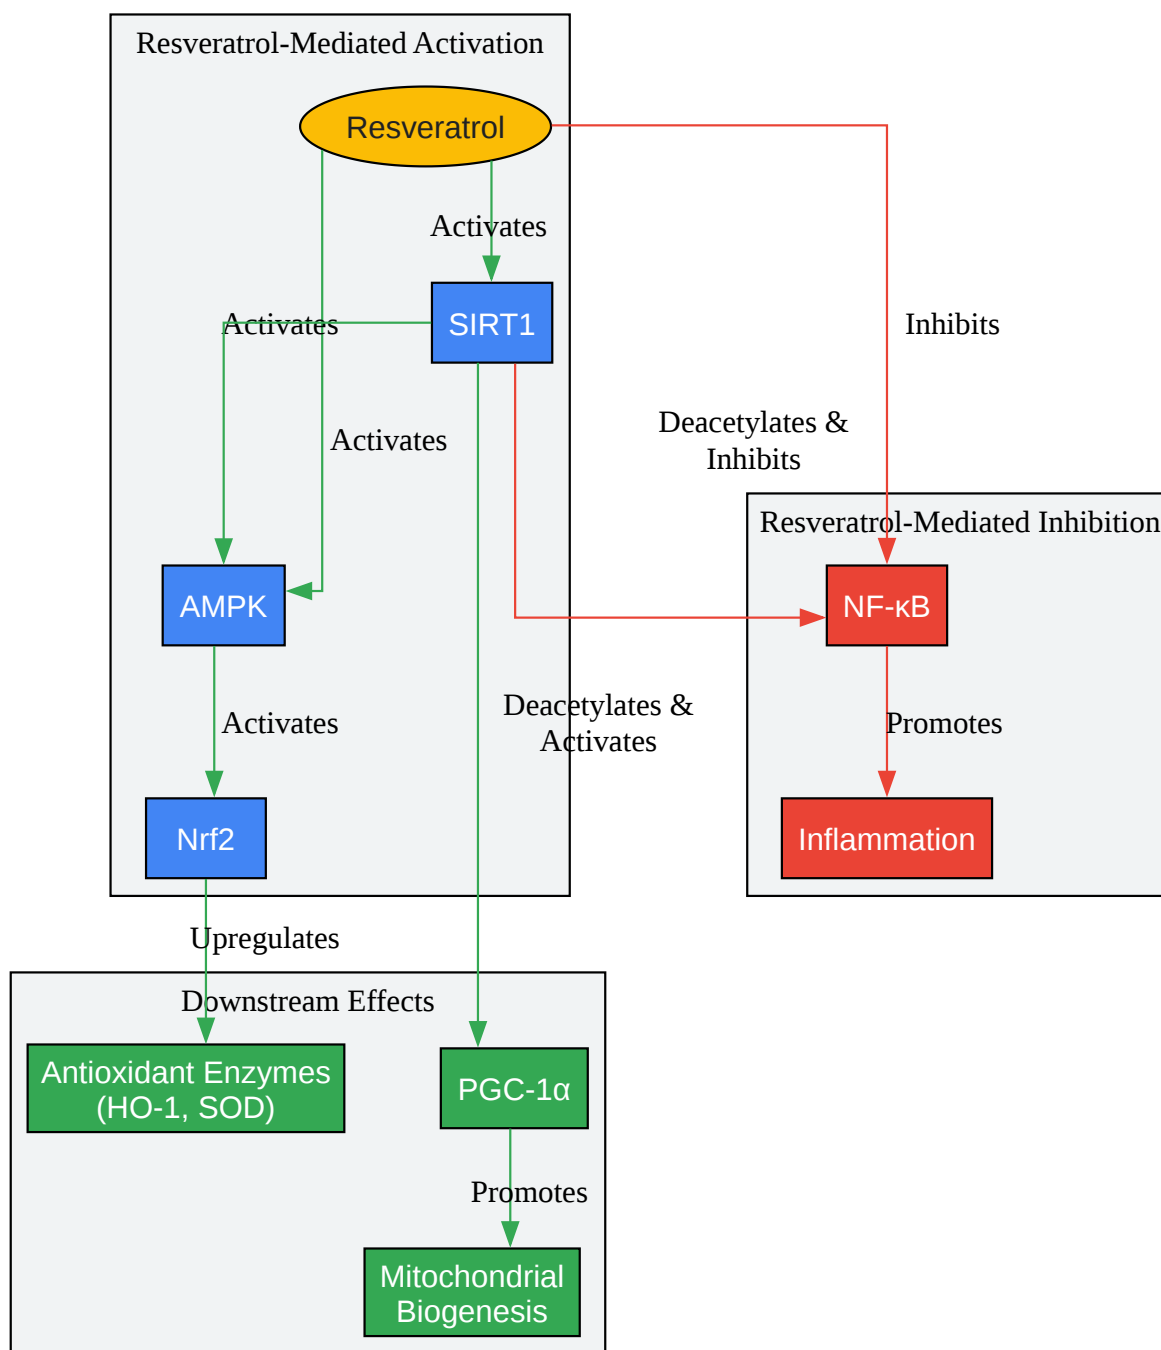 Resveratrol-Mediated Activation
Resveratrol
Activates
SIRT1
Activates
Inhibits
Deacetylates &
Inhibits
Activates
Resveratrol-Mediated Inhibition
AMPK
NF-κB
Deacetylates &
Activates
Activates
Promotes
Nrf2
Inflammation
Upregulates
Downstream Effects
Antioxidant Enzymes
(HO-1, SOD)
PGC-1α
Promotes
Mitochondrial
Biogenesis